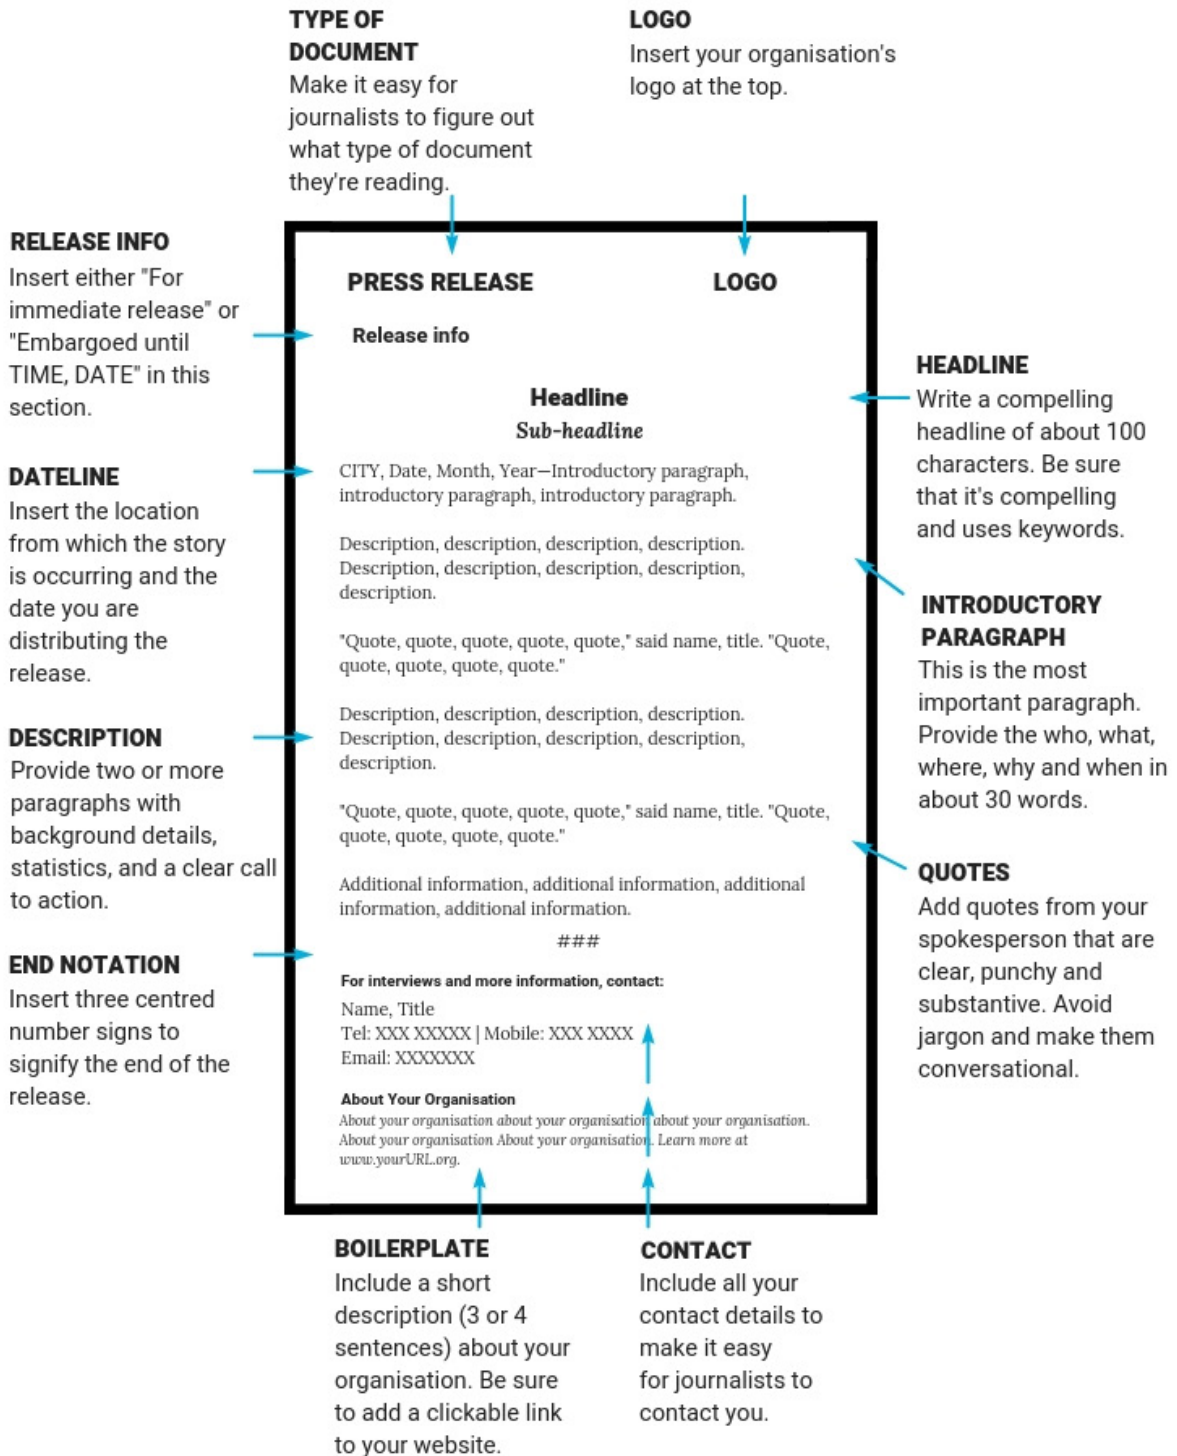 TYPE OF
DOCUMENT
Make it easy for
journalists to figure out
what type of document
they're reading.
LOGO
Insert your organisation's
logo at the top.
RELEASE INFO
Insert either "For
immediate release" or
"Embargoed until
TIME, DATE" in this
section.
DATELINE
Insert the location
from which the story
is occurring and the
date you are
distributing the
release.
DESCRIPTION
Provide two or more
paragraphs with
background details,
statistics, and a clear call
to action.
END NOTATION
Insert three centred
number signs to
signify the end of the
release.
PRESS RELEASE
LOGO
Release info
Headline
Sub-headline
CITY, Date, Month, Year—Introductory paragraph,
introductory paragraph, introductory paragraph.
Description, description, description, description.
Description, description, description, description,
description.
"Quote, quote, quote, quote, quote," said name, title. "Quote,
quote, quote, quote, quote."
Description, description, description, description.
Description, description, description, description,
description.
"Quote, quote, quote, quote, quote," said name, title. "Quote,
quote, quote, quote, quote."
Additional information, additional information, additional
information, additional information.
###
For interviews and more information, contact:
Name, Title
Tel: XXX XXXXX | Mobile: XXX XXXX
Email: XXXXXXX
About Your Organisation
About your organisation about your organisation about your organisation.
About your organisation About your organisation. Learn more at
www.yourURL.org.
HEADLINE
Write a compelling
headline of about 100
characters. Be sure
that it's compelling
and uses keywords.
INTRODUCTORY
PARAGRAPH
This is the most
important paragraph.
Provide the who, what,
where, why and when in
about 30 words.
QUOTES
Add quotes from your
spokesperson that are
clear, punchy and
substantive. Avoid
jargon and make them
conversational.
BOILERPLATE
Include a short
description (3 or 4
sentences) about your
organisation. Be sure
to add a clickable link
to your website.
CONTACT
Include all your
contact details to
make it easy
for journalists to
contact you.